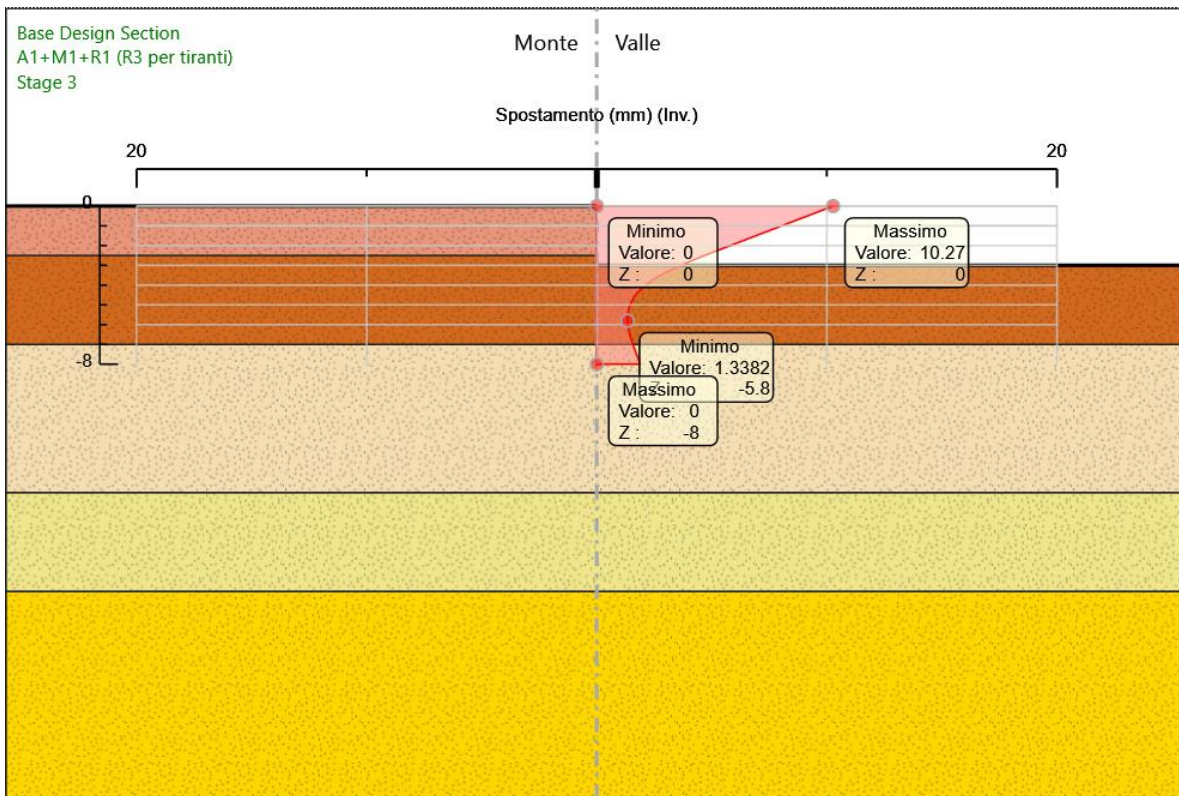 Base Design Section
A1+M1+R1 (R3 per tiranti)
Stage 3
Monte Valle
Spostamento (mm) (Inv.)
20 20
0
Minimo
Valore: 0
Z : 0
Massimo
Valore: 10.27
Z : 0
Minimo
Valore: 1.3382
Z -5.8
-8
Massimo
Valore: 0
Z : -8